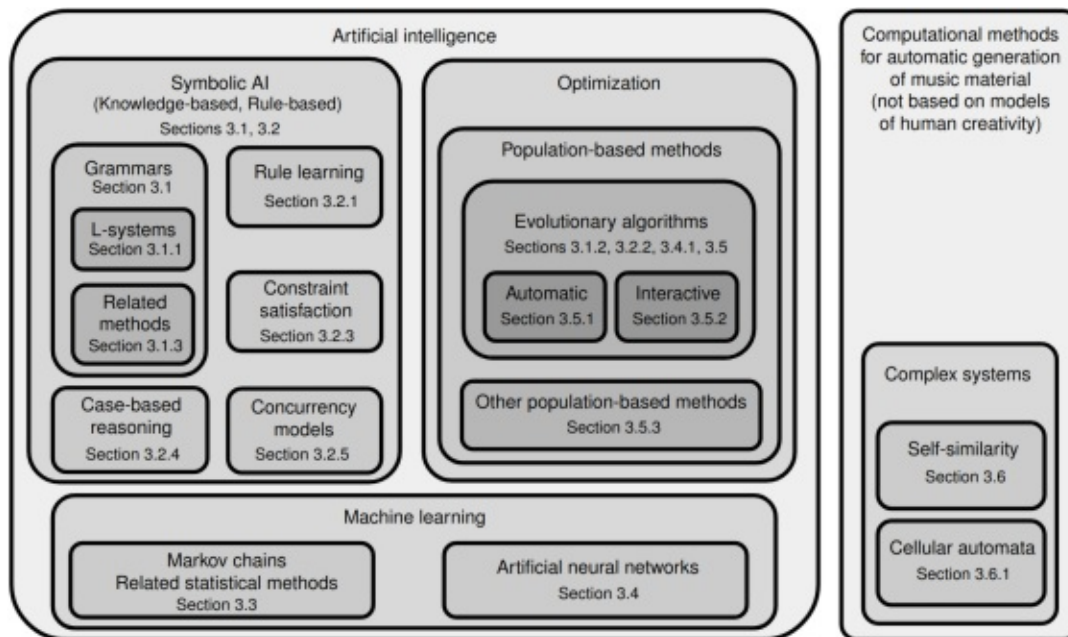 Artificial intelligence
Symbolic AI
(Knowledge-based, Rule-based)
Sections 3.1, 3.2
Grammars
Section 3.1
L-systems
Section 3.1.1
Related
methods
Section 3.1.3
Rule learning
Section 3.2.1
Constraint
satisfaction
Section 3.2.3
Case-based
reasoning
Section 3.2.4
Concurrency
models
Section 3.2.5
Optimization
Population-based methods
Evolutionary algorithms
Sections 3.1.2, 3.2.2, 3.4.1, 3.5
Automatic
Section 3.5.1
Interactive
Section 3.5.2
Other population-based methods
Section 3.5.3
Machine learning
Markov chains
Related statistical methods
Section 3.3
Artificial neural networks
Section 3.4
Computational methods
for automatic generation
of music material
(not based on models
of human creativity)
Complex systems
Self-similarity
Section 3.6
Cellular automata
Section 3.6.1